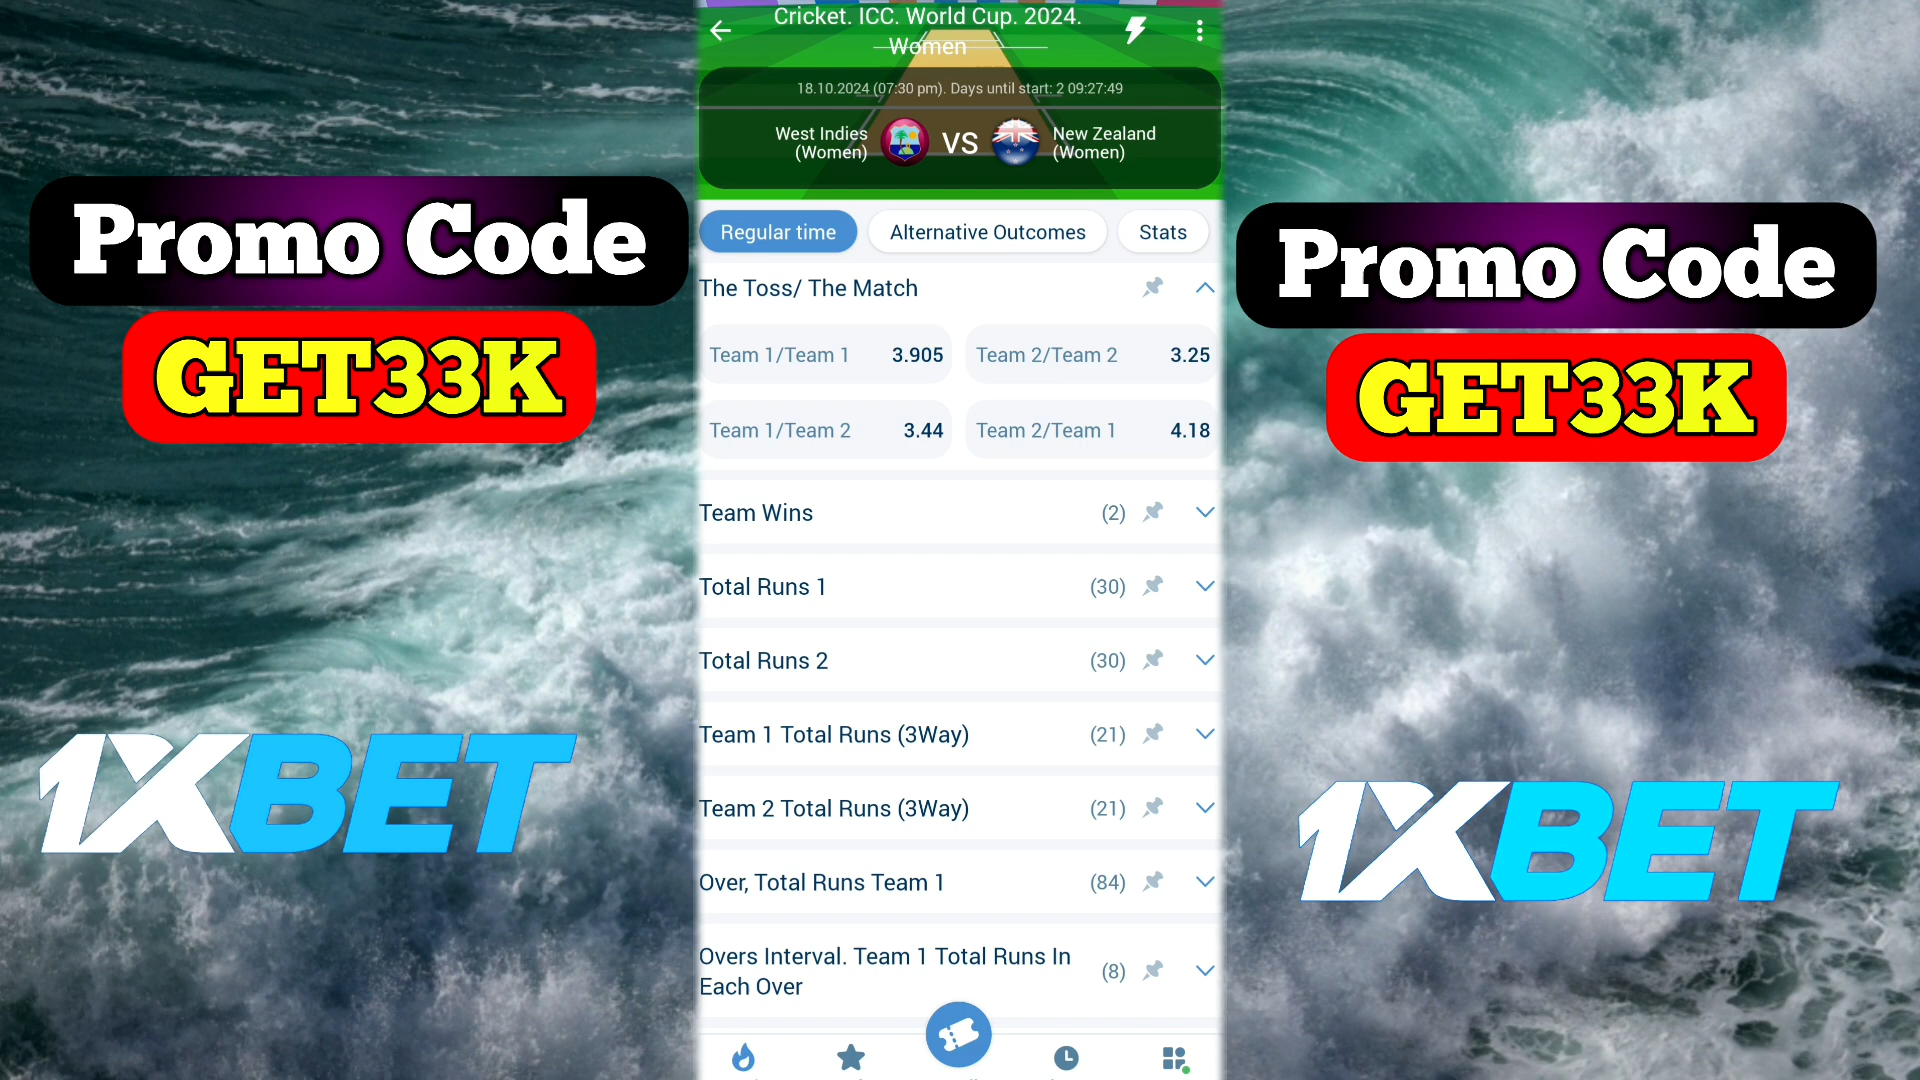 Promo Code
GET33K
1XBET
Cricket. ICC. World Cup. 2024.
Women
18.10.2024 (07:30 pm). Days until start: 2 09:27:49
West Indies
(Women)
VS
New Zealand
(Women)
Regular time
Alternative Outcomes
Stats
The Toss/ The Match
Team 1/Team 1 3.905
Team 2/Team 2 3.25
Team 1/Team 2 3.44
Team 2/Team 1 4.18
Team Wins (2)
Total Runs 1 (30)
Total Runs 2 (30)
Team 1 Total Runs (3Way) (21)
Team 2 Total Runs (3Way) (21)
Over, Total Runs Team 1 (84)
Overs Interval. Team 1 Total Runs In
Each Over (8)
Promo Code
GET33K
1XBET